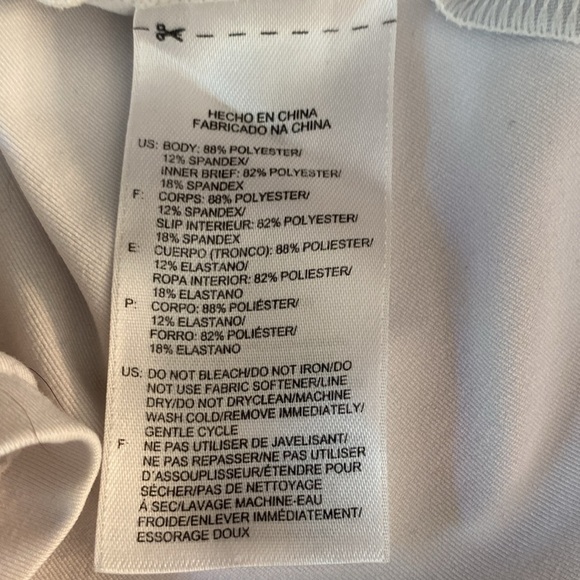 HECHO EN CHINA
FABRICADO NA CHINA
US: BODY: 88% POLYESTER/
12% SPANDEX/
INNER BRIEF: 82% POLYESTER/
18% SPANDEX
F: CORPS: 88% POLYESTER/
12% SPANDEX/
SLIP INTERIEUR: 82% POLYESTER/
18% SPANDEX
E: CUERPO (TRONCO): 88% POLIESTER/
12% ELASTANO/
ROPA INTERIOR: 82% POLIESTER/
18% ELASTANO
P: CORPO: 88% POLIÉSTER/
12% ELASTANO/
FORRO: 82% POLIÉSTER/
18% ELASTANO
US: DO NOT BLEACH/DO NOT IRON/DO
NOT USE FABRIC SOFTENER/LINE
DRY/DO NOT DRYCLEAN/MACHINE
WASH COLD/REMOVE IMMEDIATELY/
GENTLE CYCLE
F: NE PAS UTILISER DE JAVELISANT/
NE PAS REPASSER/NE PAS UTILISER
D'ASSOUPLISSEUR/ÉTENDRE POUR
SÉCHER/PAS DE NETTOYAGE
À SEC/LAVAGE MACHINE-EAU
FROIDE/ENLEVER IMMÉDIATEMENT/
ESSORAGE DOUX